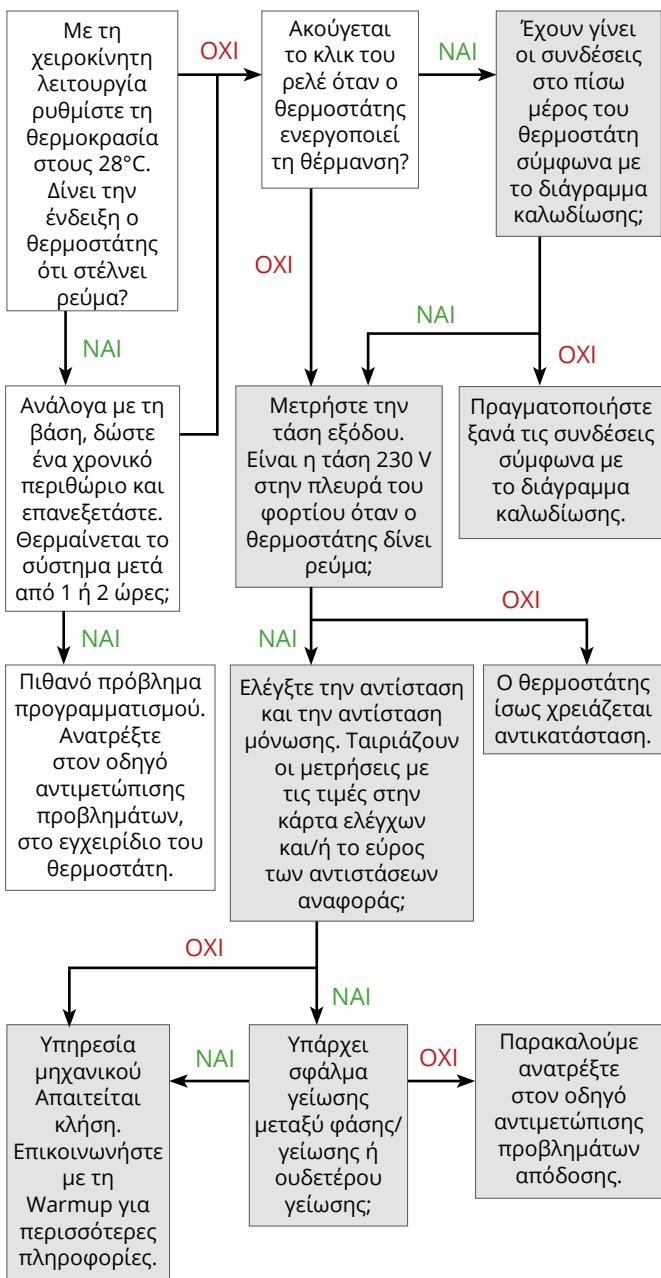 Με τη
χειροκίνητη
λειτουργία
ρυθμίστε τη
θερμοκρασία
στους 28°C.
Δίνει την
ένδειξη ο
θερμοστάτης
ότι στέλνει
ρεύμα?
ΟΧΙ
Ακούγεται
το κλικ του
ρελέ όταν ο
θερμοστάτης
ενεργοποιεί
τη θέρμανση?
ΝΑΙ
Έχουν γίνει
οι συνδέσεις
στο πίσω
μέρος του
θερμοστάτη
σύμφωνα με
το διάγραμμα
καλωδίωσης;
ΝΑΙ
ΟΧΙ
ΝΑΙ
ΟΧΙ
Ανάλογα με τη
βάση, δώστε
ένα χρονικό
περιθώριο και
επανεξετάστε.
Θερμαίνεται το
σύστημα μετά
από 1 ή 2 ώρες;
Μετρήστε την
τάση εξόδου.
Είναι η τάση 230 V
στην πλευρά του
φορτίου όταν ο
θερμοστάτης δίνει
ρεύμα;
Πραγματοποιήστε
ξανά τις συνδέσεις
σύμφωνα με
το διάγραμμα
καλωδίωσης.
ΝΑΙ
ΝΑΙ
ΟΧΙ
Πιθανό πρόβλημα
προγραμματισμού.
Ανατρέξτε
στον οδηγό
αντιμετώπισης
προβλημάτων,
στο εγχειρίδιο του
θερμοστάτη.
Ελέγξτε την αντίσταση
και την αντίσταση
μόνωσης. Ταιριάζουν
οι μετρήσεις με
τις τιμές στην
κάρτα ελέγχων
και/ή το εύρος
των αντιστάσεων
αναφοράς;
Ο θερμοστάτης
ίσως χρειάζεται
αντικατάσταση.
ΟΧΙ
ΝΑΙ
Υπηρεσία
μηχανικού
Απαιτείται
κλήση.
Επικοινωνήστε
με τη
Warmup για
περισσότερες
πληροφορίες.
ΝΑΙ
Υπάρχει
σφάλμα
γείωσης
μεταξύ φάσης/
γείωσης ή
ουδετέρου
γείωσης;
ΟΧΙ
Παρακαλούμε
ανατρέξτε
στον οδηγό
αντιμετώπισης
προβλημάτων
απόδοσης.